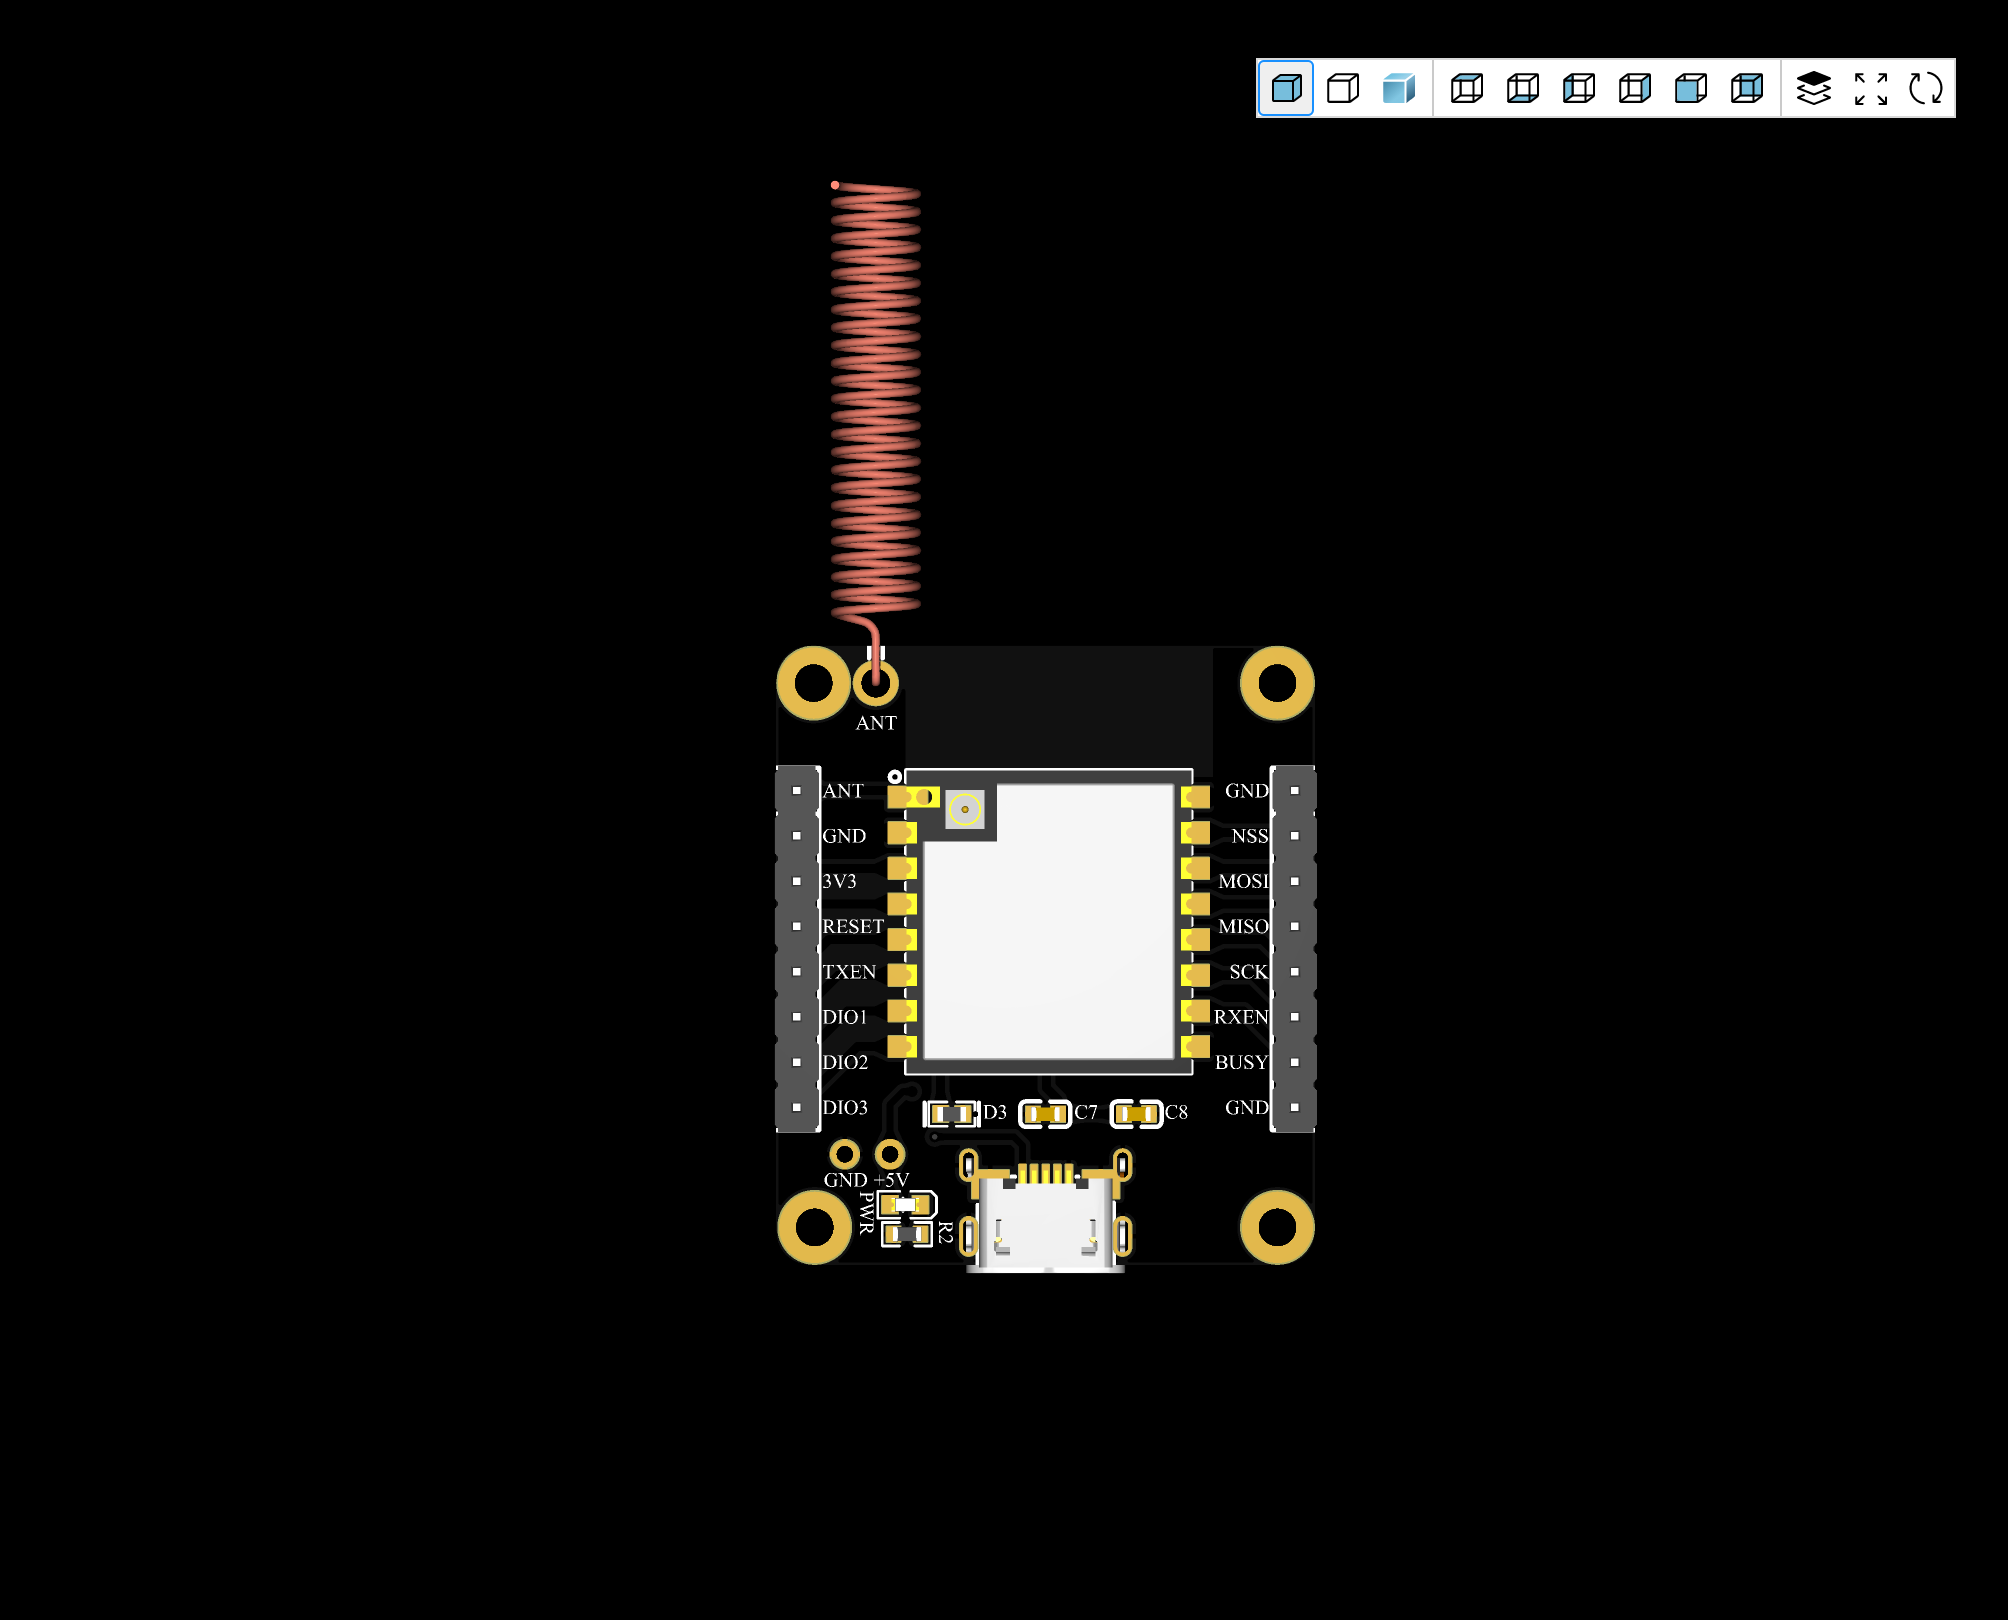 ANT
ANT GND
GND NSS
3V3 MOSI
RESET MISO
TXEN SCK
DIO1 RXEN
DIO2 BUSY
DIO3 D3 C7 C8 GND
GND +5V
PWR
R2